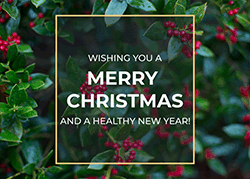 WISHING YOU A
MERRY
CHRISTMAS
AND A HEALTHY NEW YEAR!